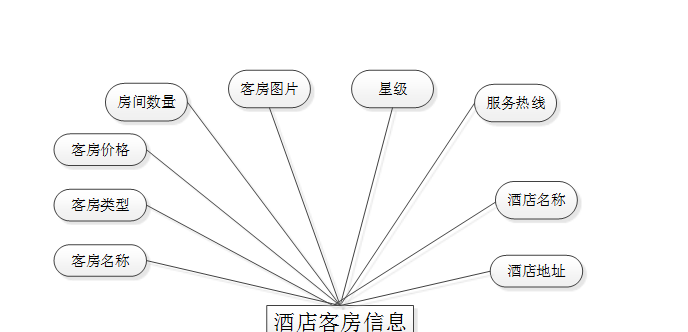 客房图片
星级
房间数量
服务热线
客房价格
客房类型
酒店名称
客房名称
酒店地址
酒店客房信息